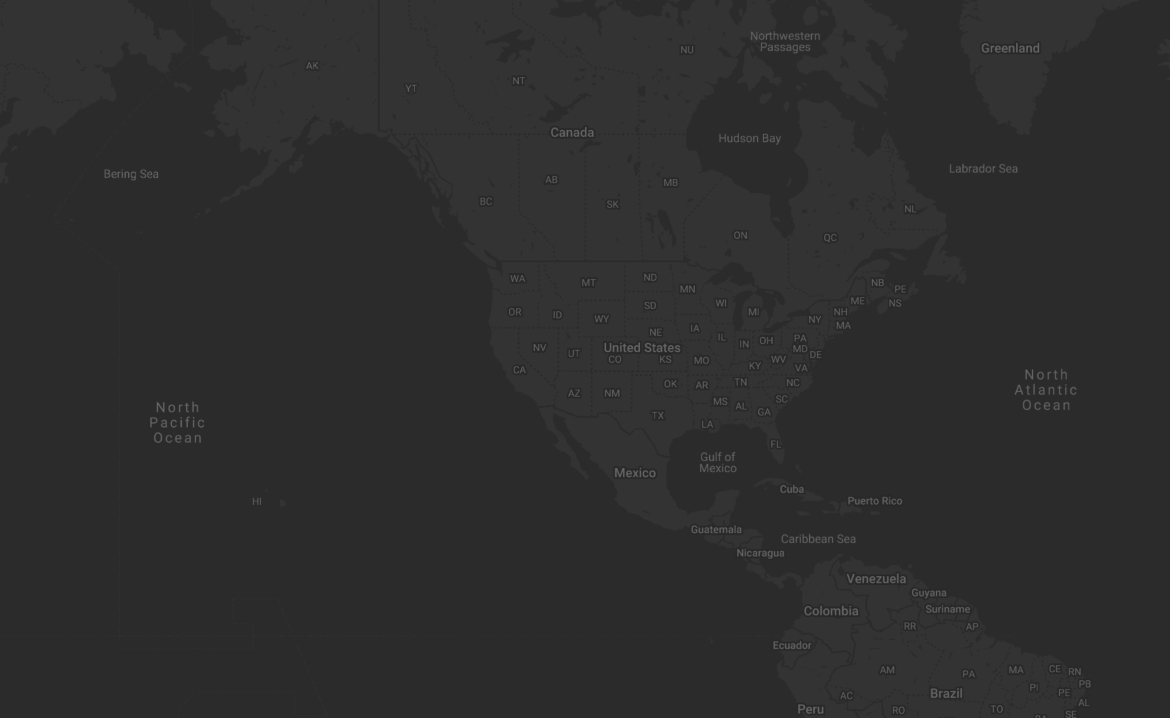 Northwestern
Passages
Greenland
NU
AK
NT
YT
Canada
Hudson Bay
Labrador Sea
Bering Sea
AB
MB
BC
SK
NL
ON
QC
WA
MT
ND
MN
NB
PE
OR
ID
WY
SD
WI
MI
ME
NS
NH
NY
MA
NE
IA
IL
IN
OH
PA
MD
DE
NV
UT
United States
CO
KS
MO
KY
WV
VA
CA
AZ
NM
OK
AR
TN
NC
MS
AL
GA
SC
TX
LA
FL
North
Atlantic
Ocean
North
Pacific
Ocean
Gulf of
Mexico
Mexico
Cuba
HI
Puerto Rico
Guatemala
Caribbean Sea
Nicaragua
Venezuela
Guyana
Colombia
Suriname
RR
AP
Ecuador
AM
PA
MA
CE
RN
PB
PI
PE
AC
Brazil
AL
Peru
RO
TO
SE